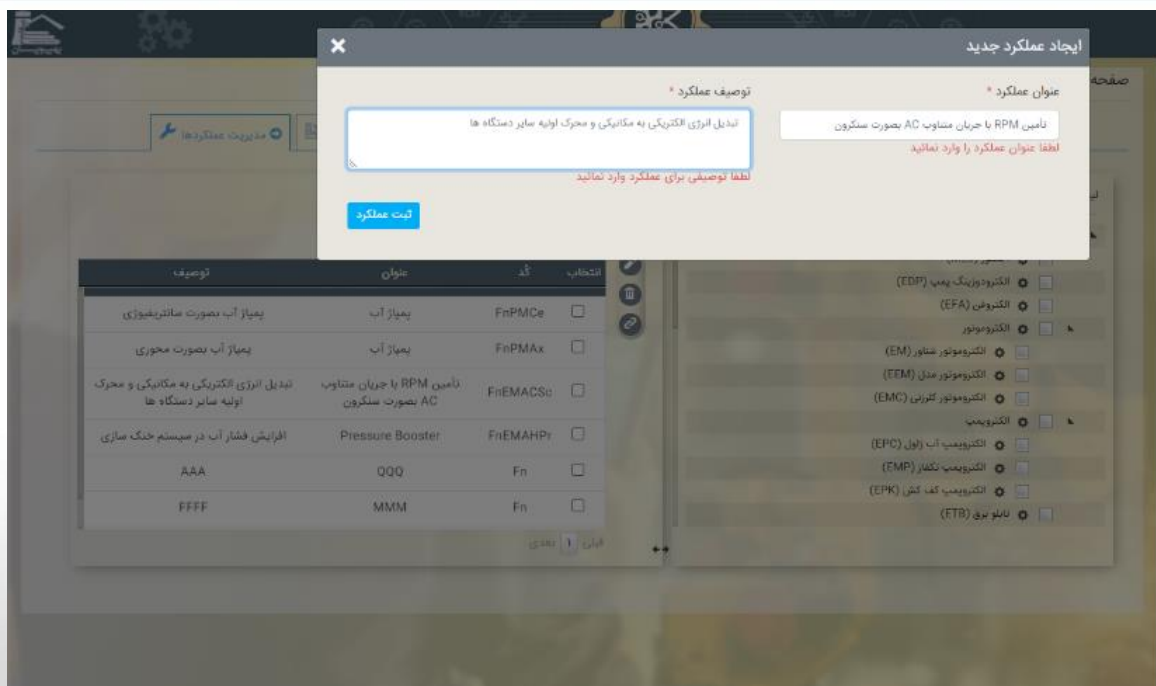 ایجاد عملکرد جدید
عنوان عملکرد *
توصیف عملکرد *
تأمین RPM با جریان متناوب AC بصورت سنکرون
تبدیل انرژی الکتریکی به مکانیکی و محرک اولیه سایر دستگاه ها
لطفا عنوان عملکرد را وارد نمائید
لطفا توصیفی برای عملکرد وارد نمائید
ثبت عملکرد
صفحه
مدیریت عملکردها
الکترودوزینگ پمپ (EDP)
الکتروفن (EFA)
الکتروموتور
الکتروموتور شناور (EM)
الکتروموتور مدل (EEM)
الکتروموتور گلرنی (EMC)
الکتروپمپ
الکتروپمپ آب زلول (EPC)
الکتروپمپ تکفاز (EMP)
الکتروپمپ کف کش (EPK)
تابلو برق (ETB)
انتخاب کُد عنوان توصیف
FnPMCe پمپاژ آب پمپاژ آب بصورت سانتریفیوژی
FnPMAx پمپاژ آب پمپاژ آب بصورت محوری
FnEMACSc تأمین RPM با جریان متناوب AC بصورت سنکرون تبدیل انرژی الکتریکی به مکانیکی و محرک اولیه سایر دستگاه ها
FnEMAHPr Pressure Booster افزایش فشار آب در سیستم خنک سازی
Fn QQQ AAA
Fn MMM FFFF
قبلی ۱ بعدی